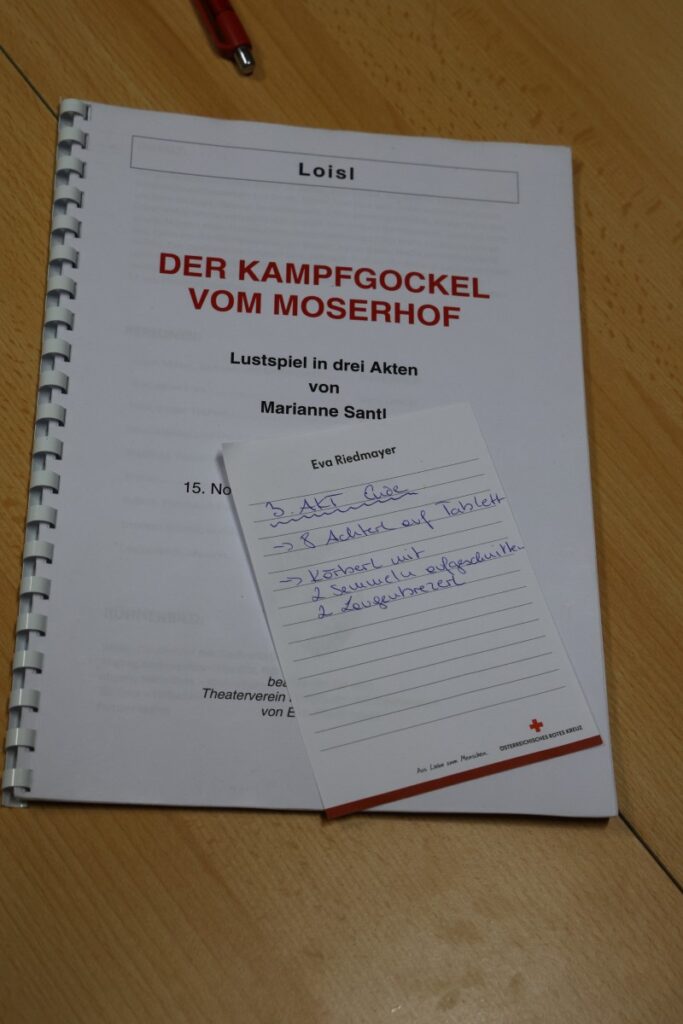 Loisl
DER KAMPFGOCKEL
VOM MOSERHOF
Lustspiel in drei Akten
von
Marianne Santl
15. No
bea
Theaterverein
von E
Eva Riedmayer
3. AKT Ende
→ 8 Achterl auf Tablett
→ Körberl mit
2 Semmeln aufgeschnitten
2 Laugenbrezerl
Aus Liebe zum Menschen.
ÖSTERREICHISCHES ROTES KREUZ